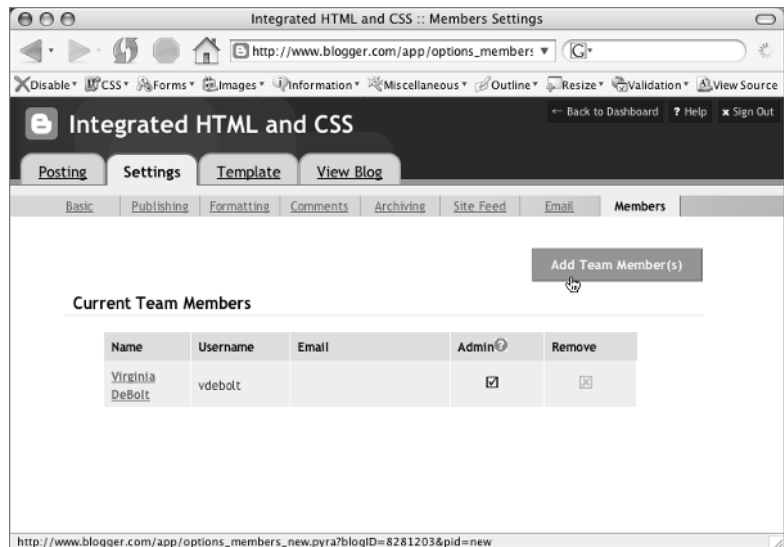 Integrated HTML and CSS :: Members Settings
http://www.blogger.com/app/options_member: G
Disable CSS Forms Images Information Miscellaneous Outline Resize Validation View Source
← Back to Dashboard ? Help x Sign Out
Integrated HTML and CSS
Posting Settings Template View Blog
Basic Publishing Formatting Comments Archiving Site Feed Email Members
Add Team Member(s)
Current Team Members
Name Username Email Admin? Remove
Virginia
DeBolt vdebolt
http://www.blogger.com/app/options_members_new.pyra?blogID=8281203&pid=new